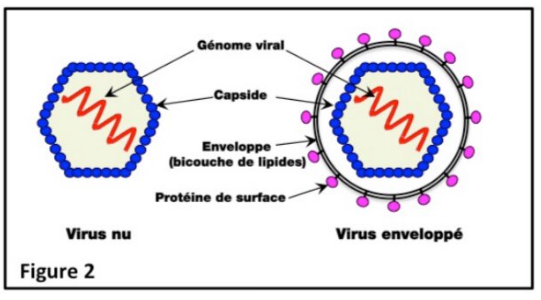 Génome viral
Capside
Enveloppe
(bicouche de lipides)
Protéine de surface
Virus nu
Virus enveloppé
Figure 2